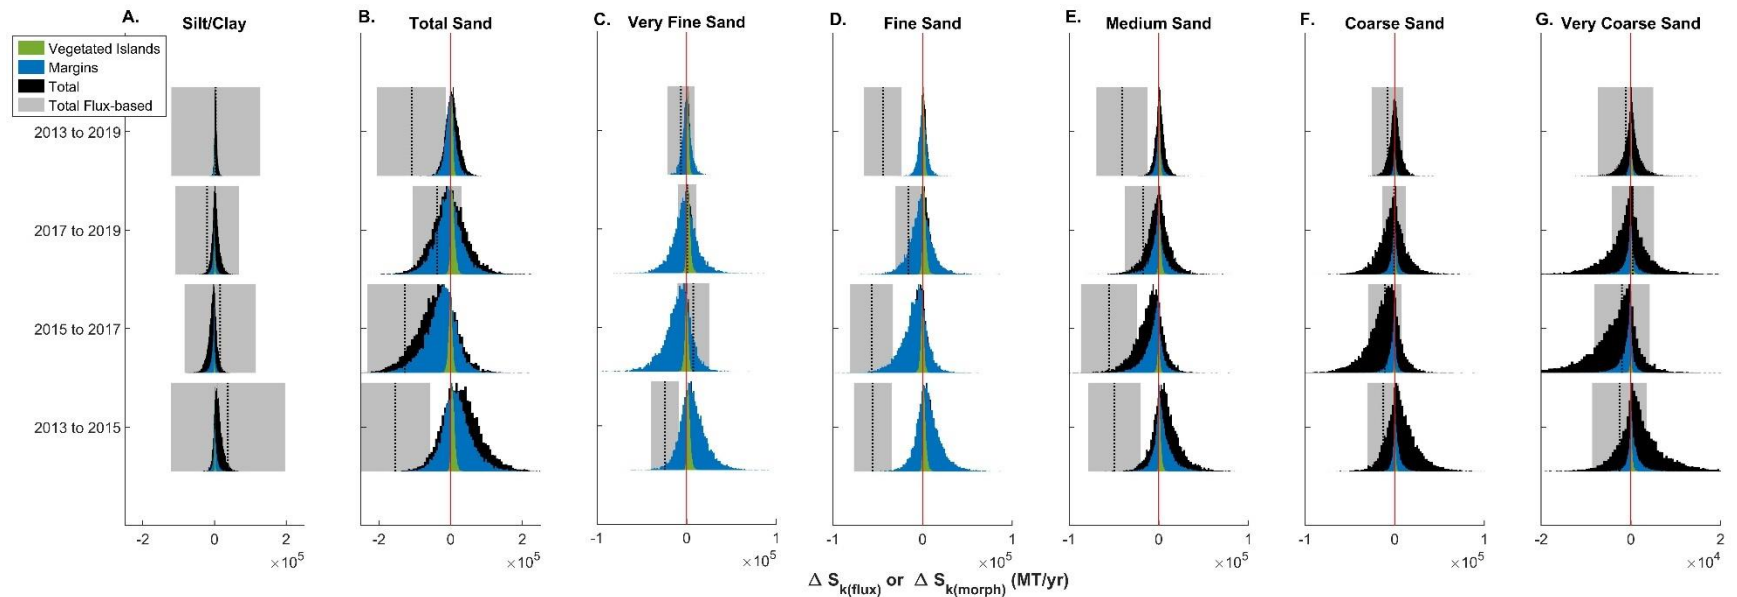 A.
Silt/Clay
B.
Total Sand
C.
Very Fine Sand
D.
Fine Sand
E.
Medium Sand
F.
Coarse Sand
G.
Very Coarse Sand
Vegetated Islands
Margins
Total
Total Flux-based
2013 to 2019
2017 to 2019
2015 to 2017
2013 to 2015
-2 0 2
×10^5
-2 0 2
×10^5
-1 0 1
×10^5
-1 0 1
×10^5
-1 0 1
×10^5
-1 0 1
×10^5
-20 0 20
×10^4
Δ S_k(flux) or Δ S_k(morph) (MT/yr)